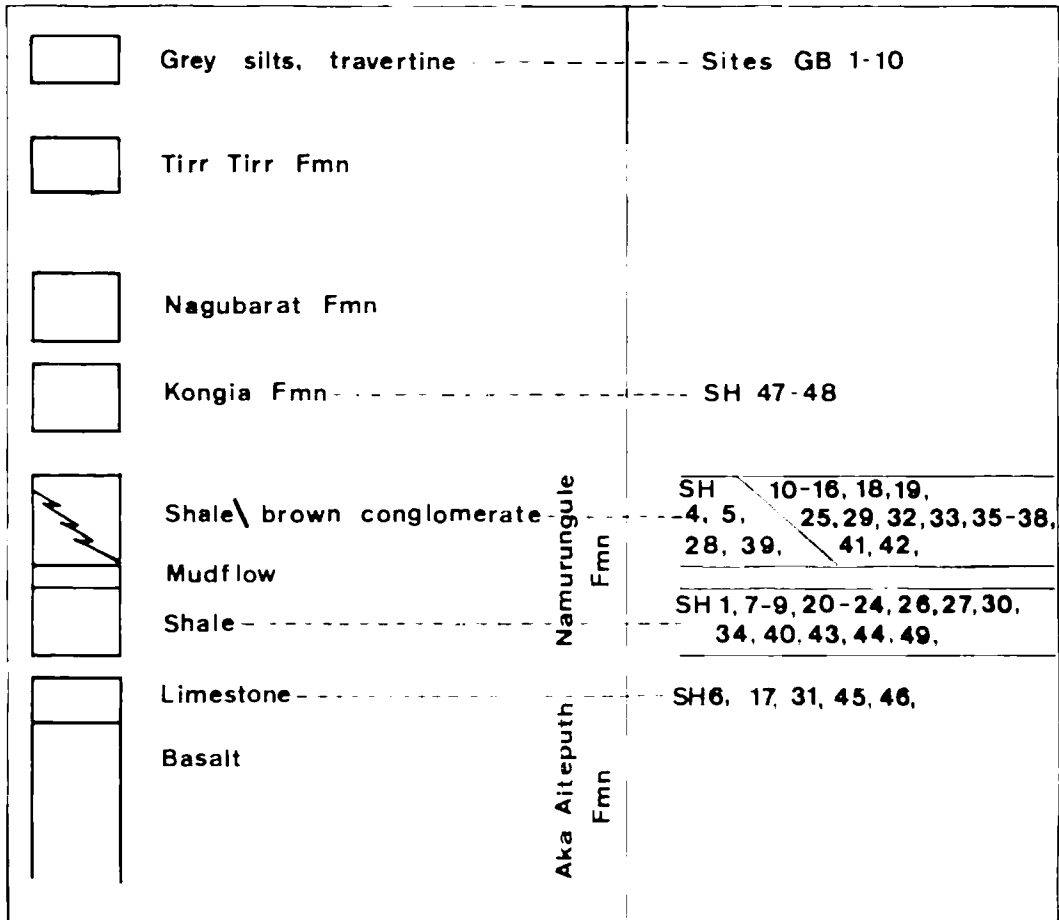 Grey silts, travertine Sites GB 1-10
Tirr Tirr Fmn
Nagubarat Fmn
Kongia Fmn SH 47-48
Shale\ brown conglomerate
SH 10-16, 18, 19,
4, 5, 25, 29, 32, 33, 35-38,
28, 39, 41, 42,
Namurungule
Fmn
Mudflow
Shale
SH 1, 7-9, 20-24, 26, 27, 30,
34, 40, 43, 44, 49,
Limestone SH6, 17, 31, 45, 46,
Basalt
Aka Aiteputh
Fmn